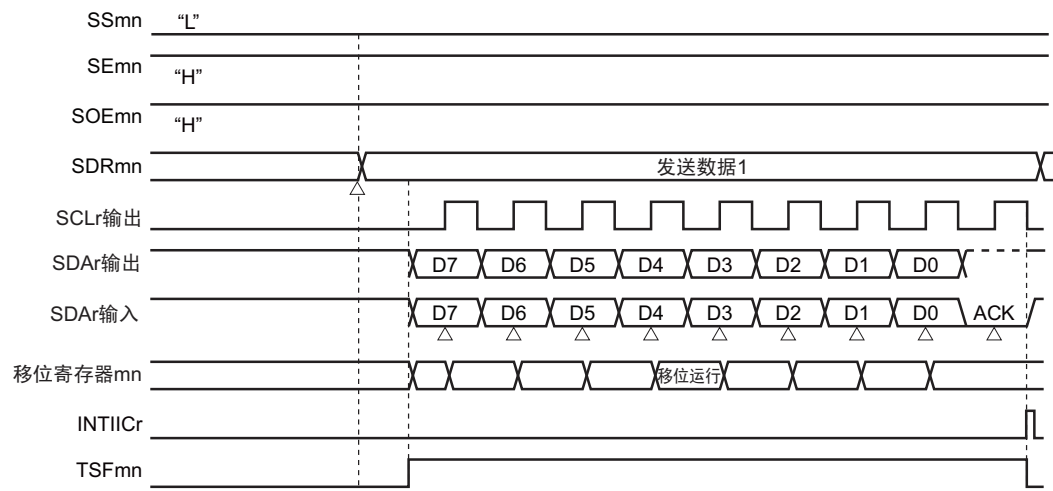 SSmn “L”
SEmn “H”
SOEmn “H”
SDRmn 发送数据1
SCLr输出
SDAr输出 D7 D6 D5 D4 D3 D2 D1 D0
SDAr输入 D7 D6 D5 D4 D3 D2 D1 D0 ACK
移位寄存器mn 移位运行
INTIICr
TSFmn